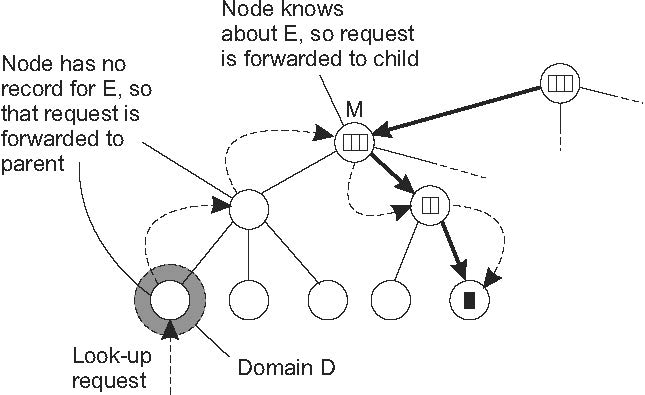 Node knows
about E, so request
is forwarded to child
Node has no
record for E, so
that request is
forwarded to
parent
M
Look-up
request
Domain D